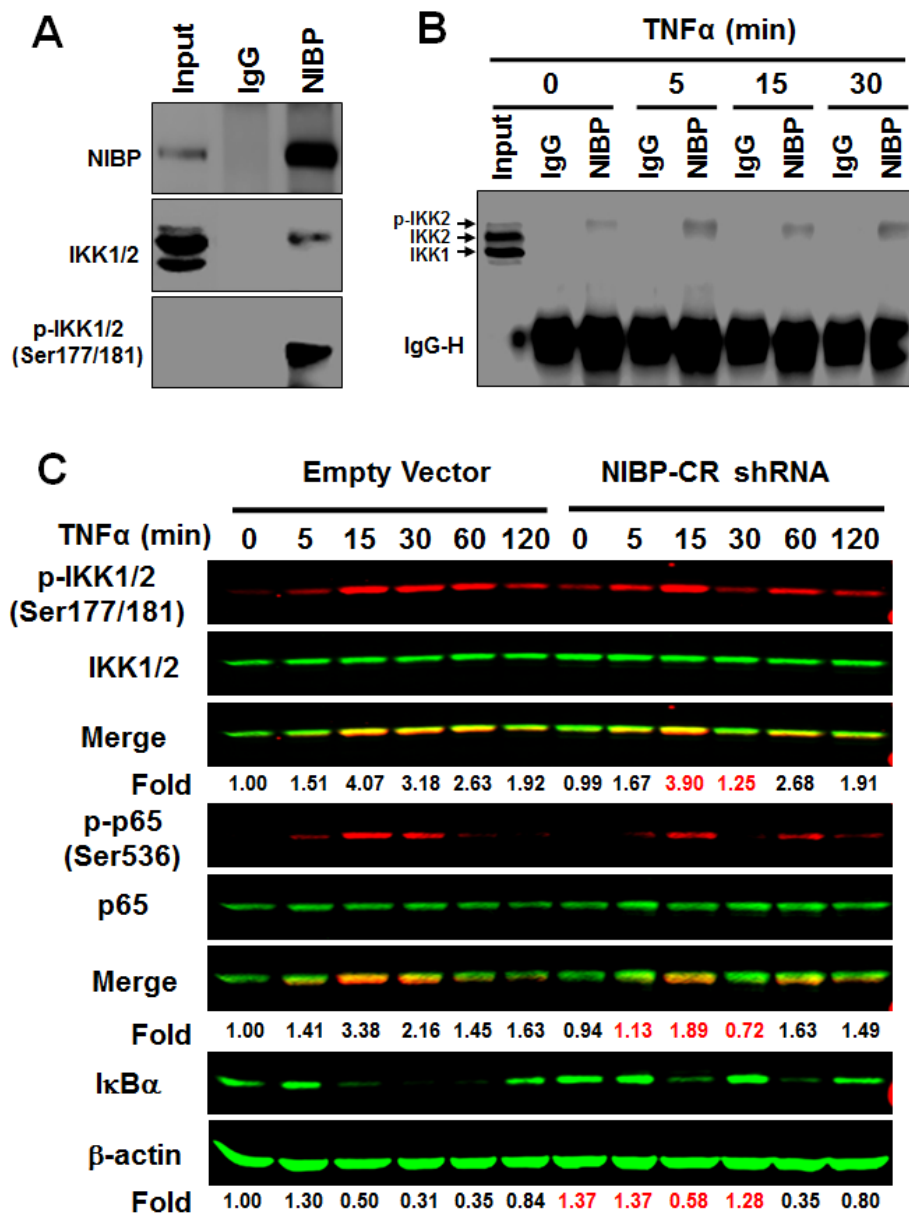 A
Input IgG NIBP
NIBP
IKK1/2
p-IKK1/2
(Ser177/181)
B
TNFα (min)
0 5 15 30
Input IgG NIBP IgG NIBP IgG NIBP IgG NIBP
p-IKK2
IKK2
IKK1
IgG-H
C
Empty Vector NIBP-CR shRNA
TNFα (min) 0 5 15 30 60 120 0 5 15 30 60 120
p-IKK1/2
(Ser177/181)
IKK1/2
Merge
Fold 1.00 1.51 4.07 3.18 2.63 1.92 0.99 1.67 3.90 1.25 2.68 1.91
p-p65
(Ser536)
p65
Merge
Fold 1.00 1.41 3.38 2.16 1.45 1.63 0.94 1.13 1.89 0.72 1.63 1.49
IκBα
β-actin
Fold 1.00 1.30 0.50 0.31 0.35 0.84 1.37 1.37 0.58 1.28 0.35 0.80